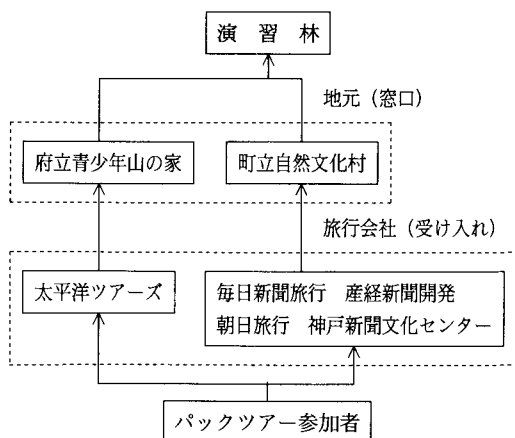 演習林
地元（窓口）
府立青少年山の家
町立自然文化村
旅行会社（受け入れ）
太平洋ツアーズ
毎日新聞旅行　産経新聞開発
朝日旅行　神戸新聞文化センター
パックツアー参加者